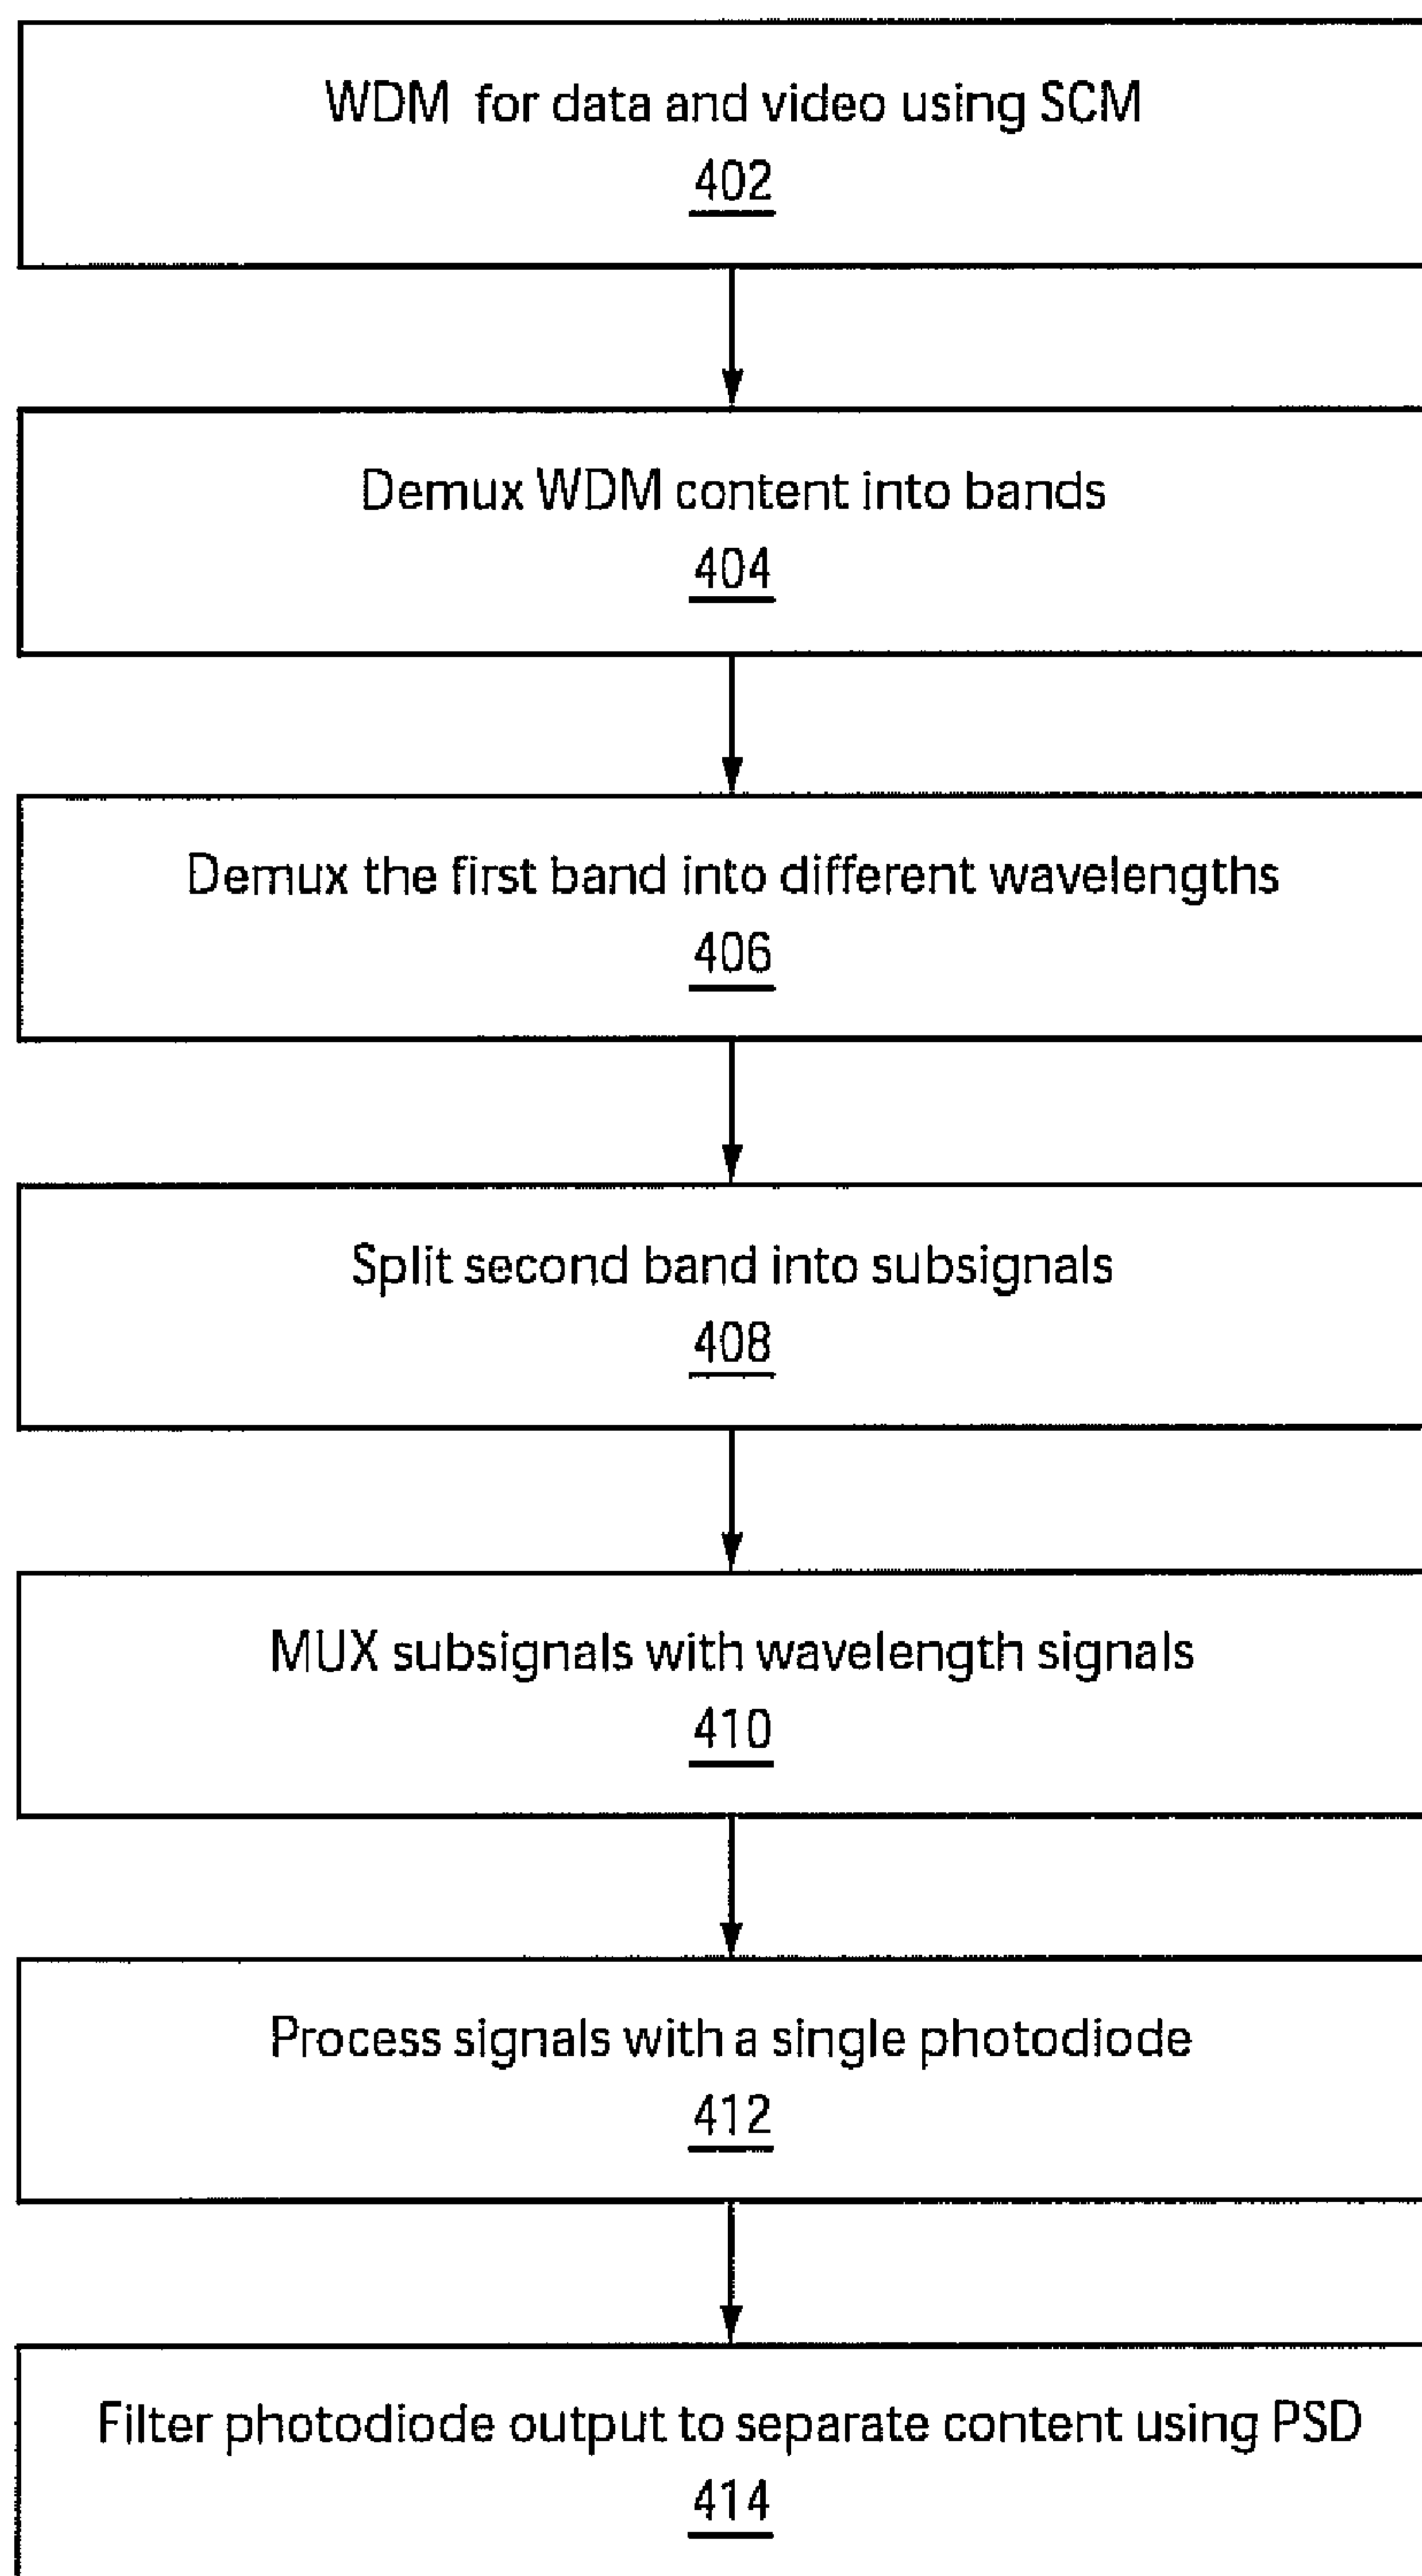 WDM for data and video using SCM
402
Demux WDM content into bands
404
Demux the first band into different wavelengths
406
Split second band into subsignals
408
MUX subsignals with wavelength signals
410
Process signals with a single photodiode
412
Filter photodiode output to separate content using PSD
414